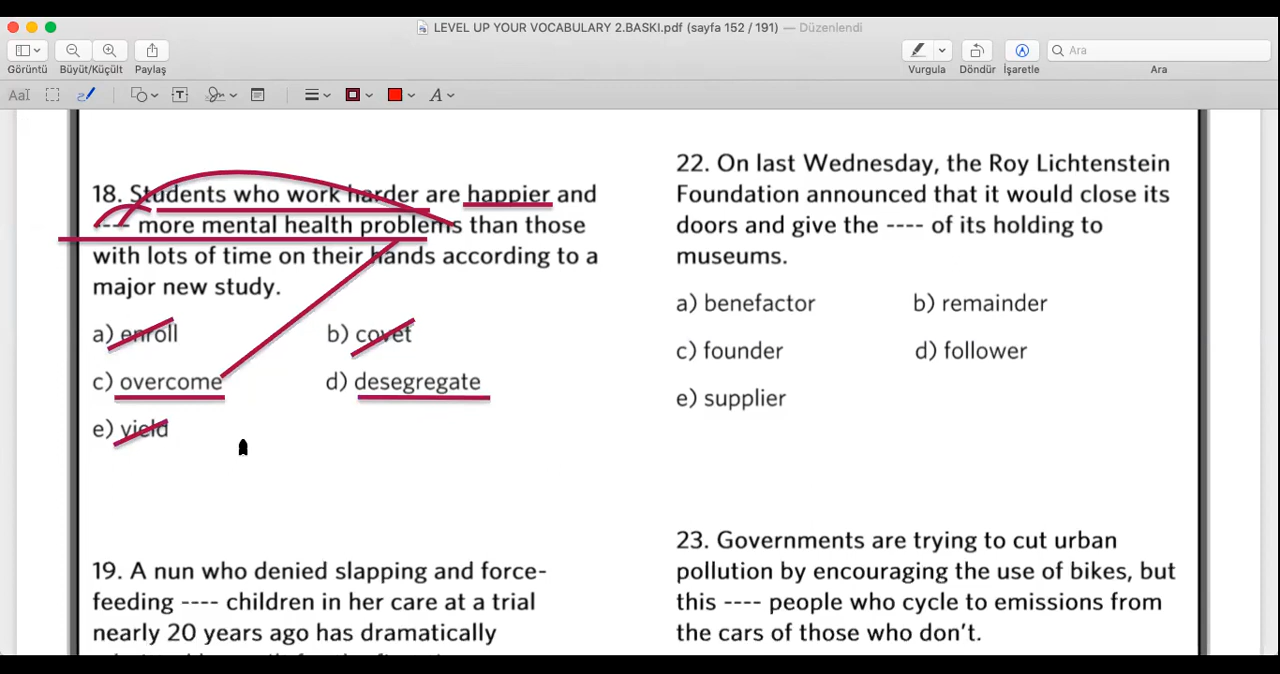 LEVEL UP YOUR VOCABULARY 2.BASKI.pdf (sayfa 152 / 191) — Düzenlendi
Ara
Görüntü Büyüt/Küçült Paylaş Vurgula Döndür İşaretle Ara
18. Students who work harder are happier and
---- more mental health problems than those
with lots of time on their hands according to a
major new study.
a) enroll b) covet
c) overcome d) desegregate
e) yield
19. A nun who denied slapping and force-
feeding ---- children in her care at a trial
nearly 20 years ago has dramatically
22. On last Wednesday, the Roy Lichtenstein
Foundation announced that it would close its
doors and give the ---- of its holding to
museums.
a) benefactor b) remainder
c) founder d) follower
e) supplier
23. Governments are trying to cut urban
pollution by encouraging the use of bikes, but
this ---- people who cycle to emissions from
the cars of those who don't.